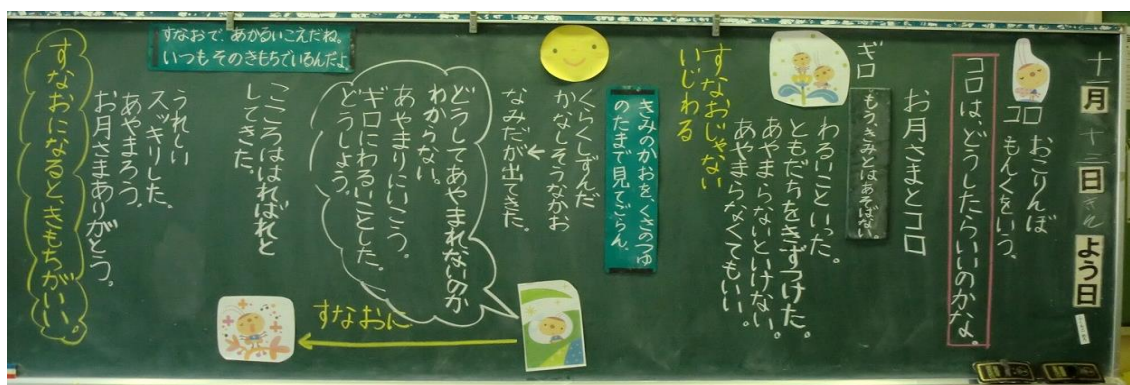 十一月十三日きんよう日
コロ
おこりんぼ
もんくをいう。
コロは、どうしたらいいのかな。
お月さまとコロ
ギロ
もう、きみとはあそばない
わるいことといった。
ともだちをきずつけた。
あやまらないといけない。
あやまらなくてもいい。
すなおじゃない
いじわる
きみのかおを、くさのつゆ
のたまで見てごらん。
くらくしずんだ
かなしそうなかお
なみだが出てきた。
どうしてあやまれないのか
わからない。
あやまりにいこう。
ギロにわるいことした。
どうしよう。
すなおに
すなおで、あかるいこえだね。
いつもそのきもちでいるんだよ
こころははればれと
してきた。
うれしい
スッキリした。
あやまろう。
お月さまありがとう。
すなおになると、きもちがいい。